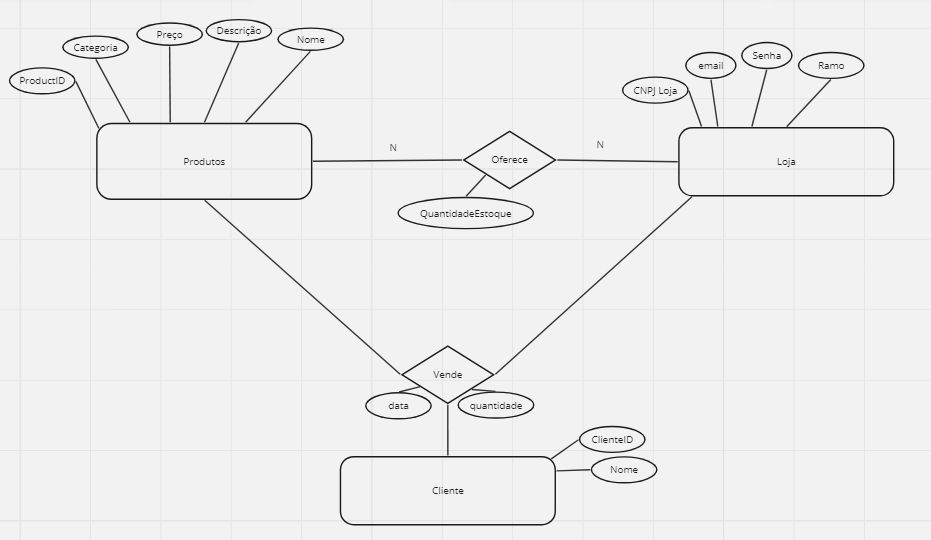 Descrição
Preço
Nome
Categoria
Senha
email
Ramo
ProductID
CNPJ Loja
N
N
Produtos
Oferece
Loja
QuantidadeEstoque
Vende
data
quantidade
ClienteID
Nome
Cliente